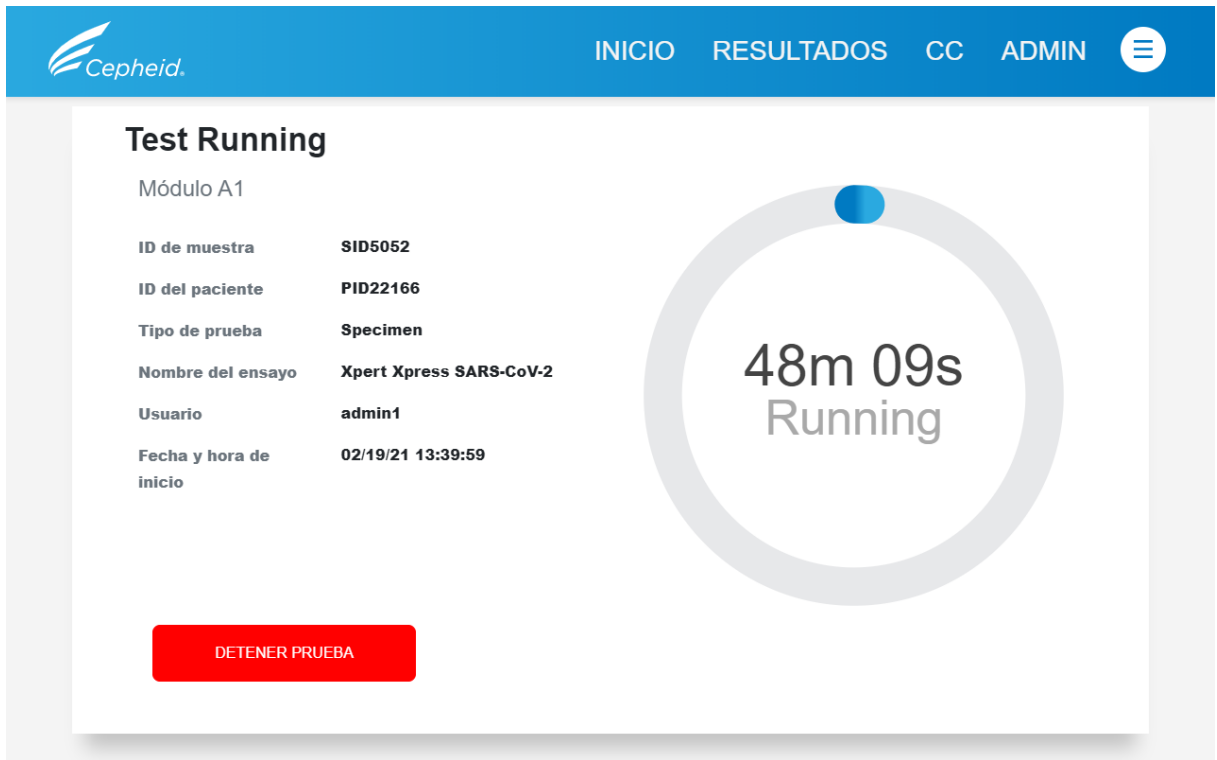 Cepheid.
INICIO RESULTADOS CC ADMIN
Test Running
Módulo A1
ID de muestra SID5052
ID del paciente PID22166
Tipo de prueba Specimen
Nombre del ensayo Xpert Xpress SARS-CoV-2
Usuario admin1
Fecha y hora de 02/19/21 13:39:59
inicio
48m 09s
Running
DETENER PRUEBA